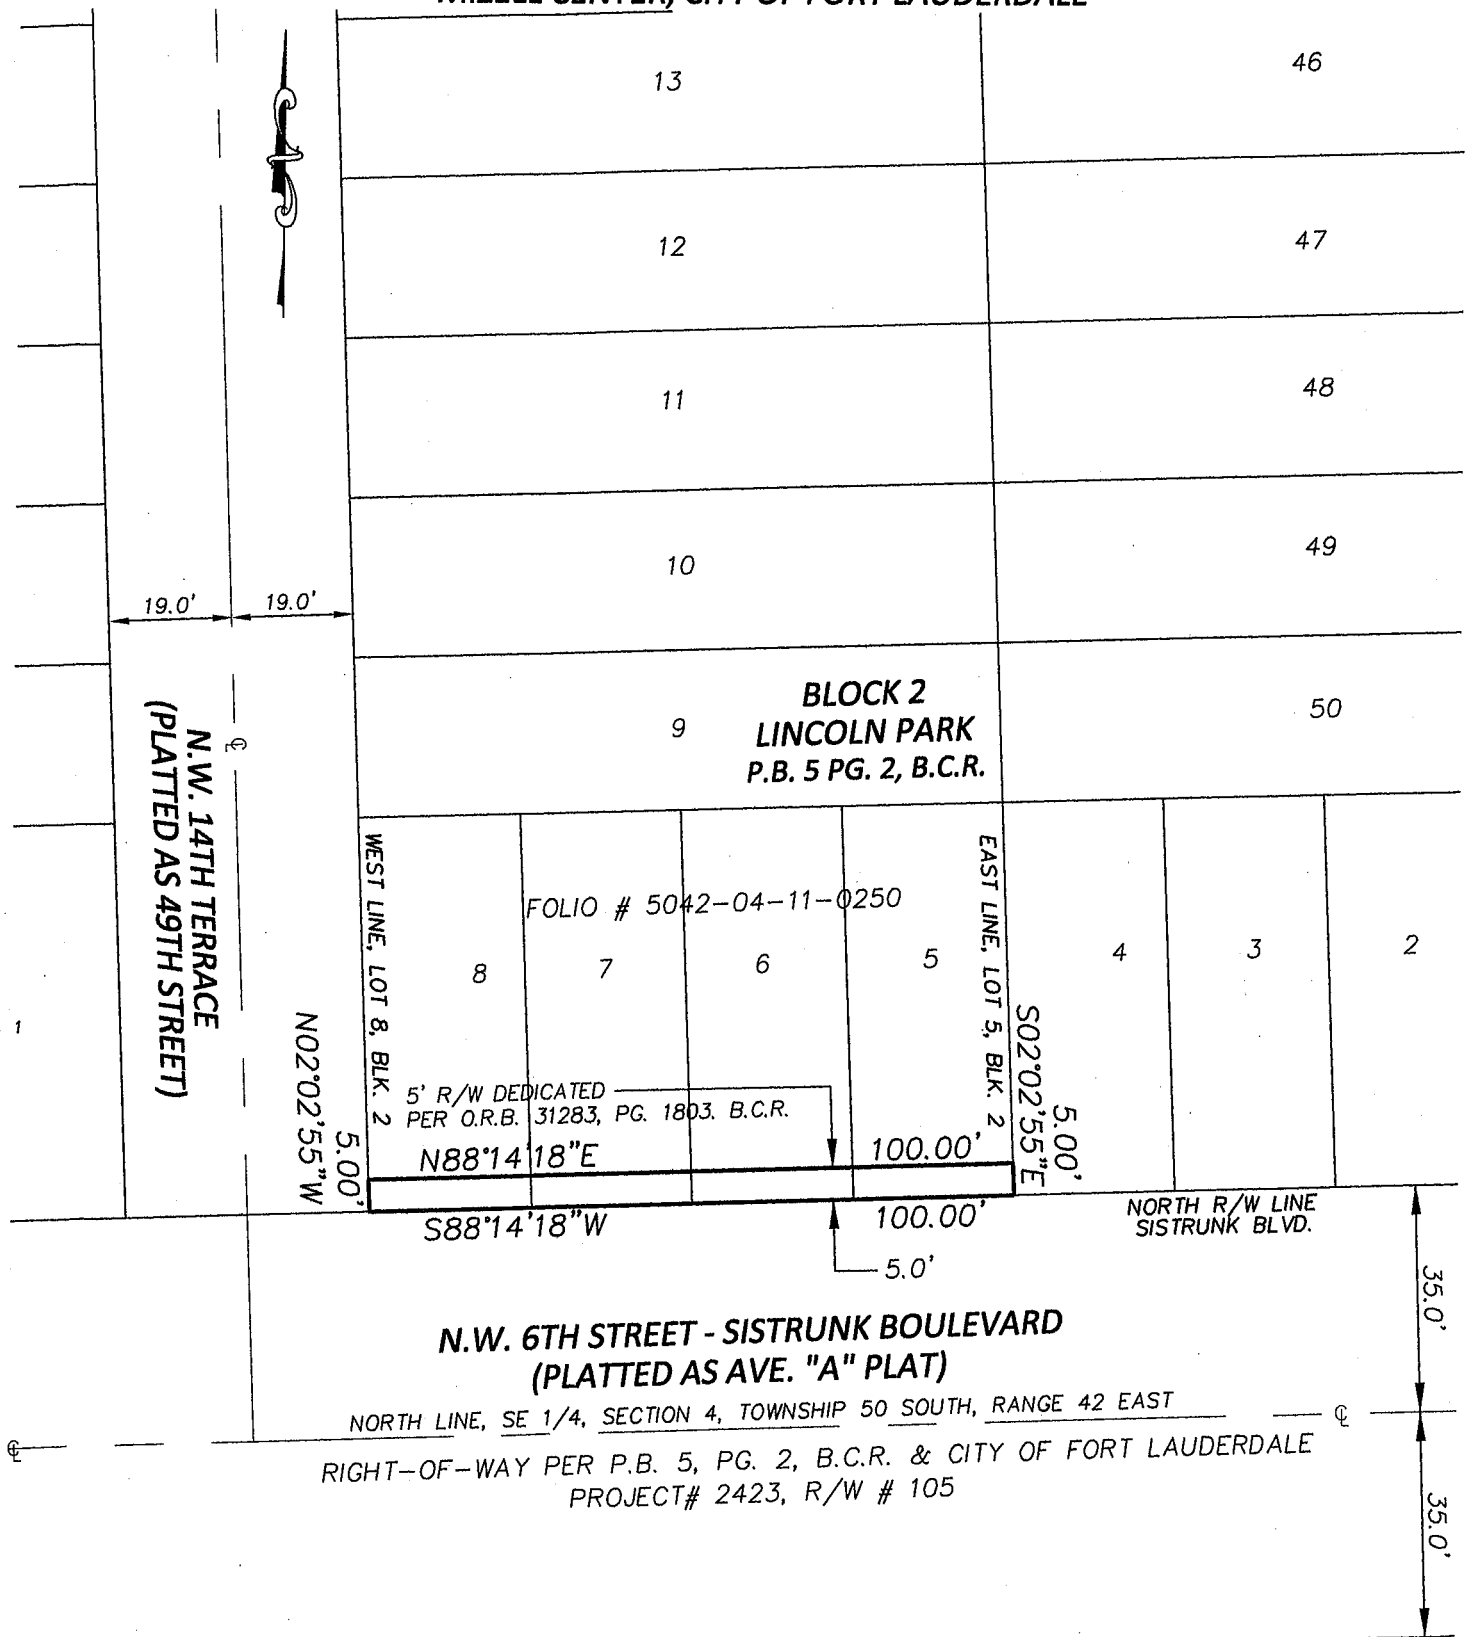 MIZELL CENTER, CITY OF FORT LAUDERDALE
13
46
12
47
11
48
10
49
19.0'
19.0'
BLOCK 2
LINCOLN PARK
P.B. 5 PG. 2, B.C.R.
9
50
N.W. 14TH TERRACE
(PLATTED AS 49TH STREET)
WEST LINE, LOT 8, BLK. 2
EAST LINE, LOT 5, BLK. 2
FOLIO # 5042-04-11-0250
8
7
6
5
4
3
2
1
N02°02'55"W
5.00'
S02°02'55"E
5.00'
5' R/W DEDICATED
PER O.R.B. 31283, PG. 1803. B.C.R.
N88°14'18"E
100.00'
S88°14'18"W
100.00'
NORTH R/W LINE
SISTRUNK BLVD.
5.0'
35.0'
N.W. 6TH STREET - SISTRUNK BOULEVARD
(PLATTED AS AVE. "A" PLAT)
NORTH LINE, SE 1/4, SECTION 4, TOWNSHIP 50 SOUTH, RANGE 42 EAST
RIGHT-OF-WAY PER P.B. 5, PG. 2, B.C.R. & CITY OF FORT LAUDERDALE
PROJECT# 2423, R/W # 105
35.0'